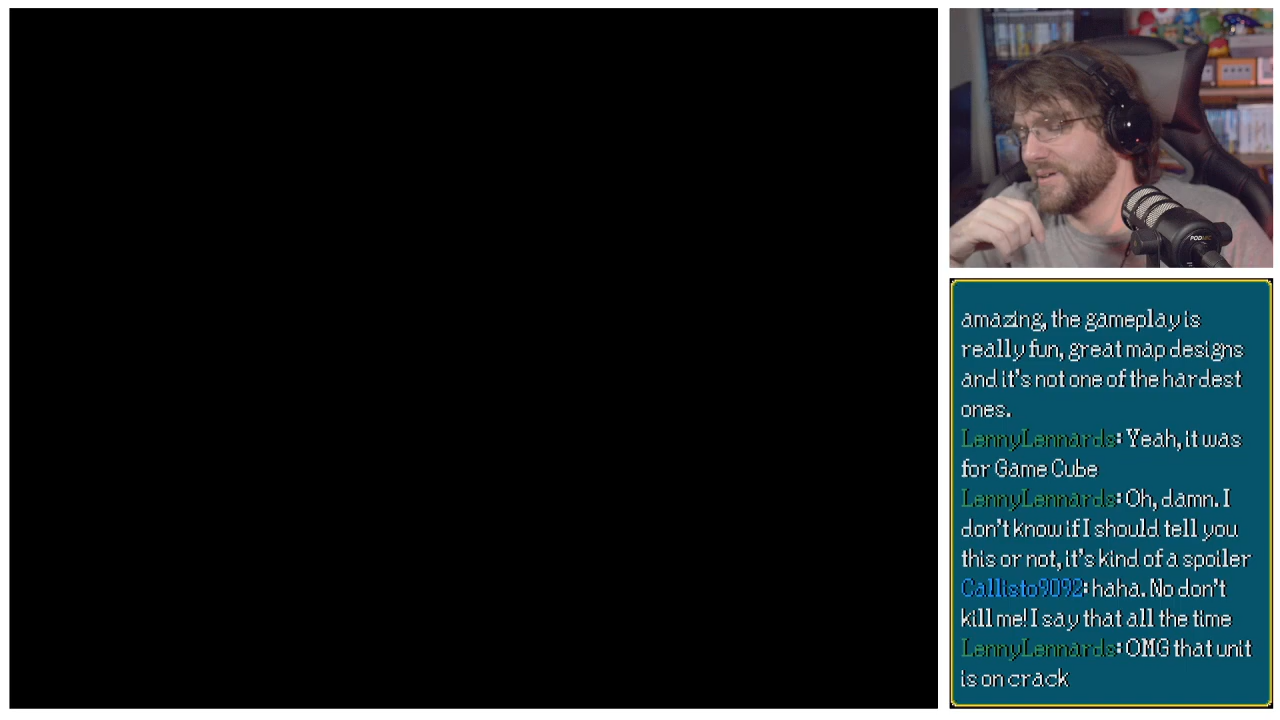 PODMIC
amazing, the gameplay is
really fun, great map designs
and it's not one of the hardest
ones.
LennyLennards: Yeah, it was
for Game Cube
LennyLennards: Oh, damn. I
don't know if I should tell you
this or not, it's kind of a spoiler
Callisto9092: haha. No don't
kill me! I say that all the time
LennyLennards: OMG that unit
is on crack